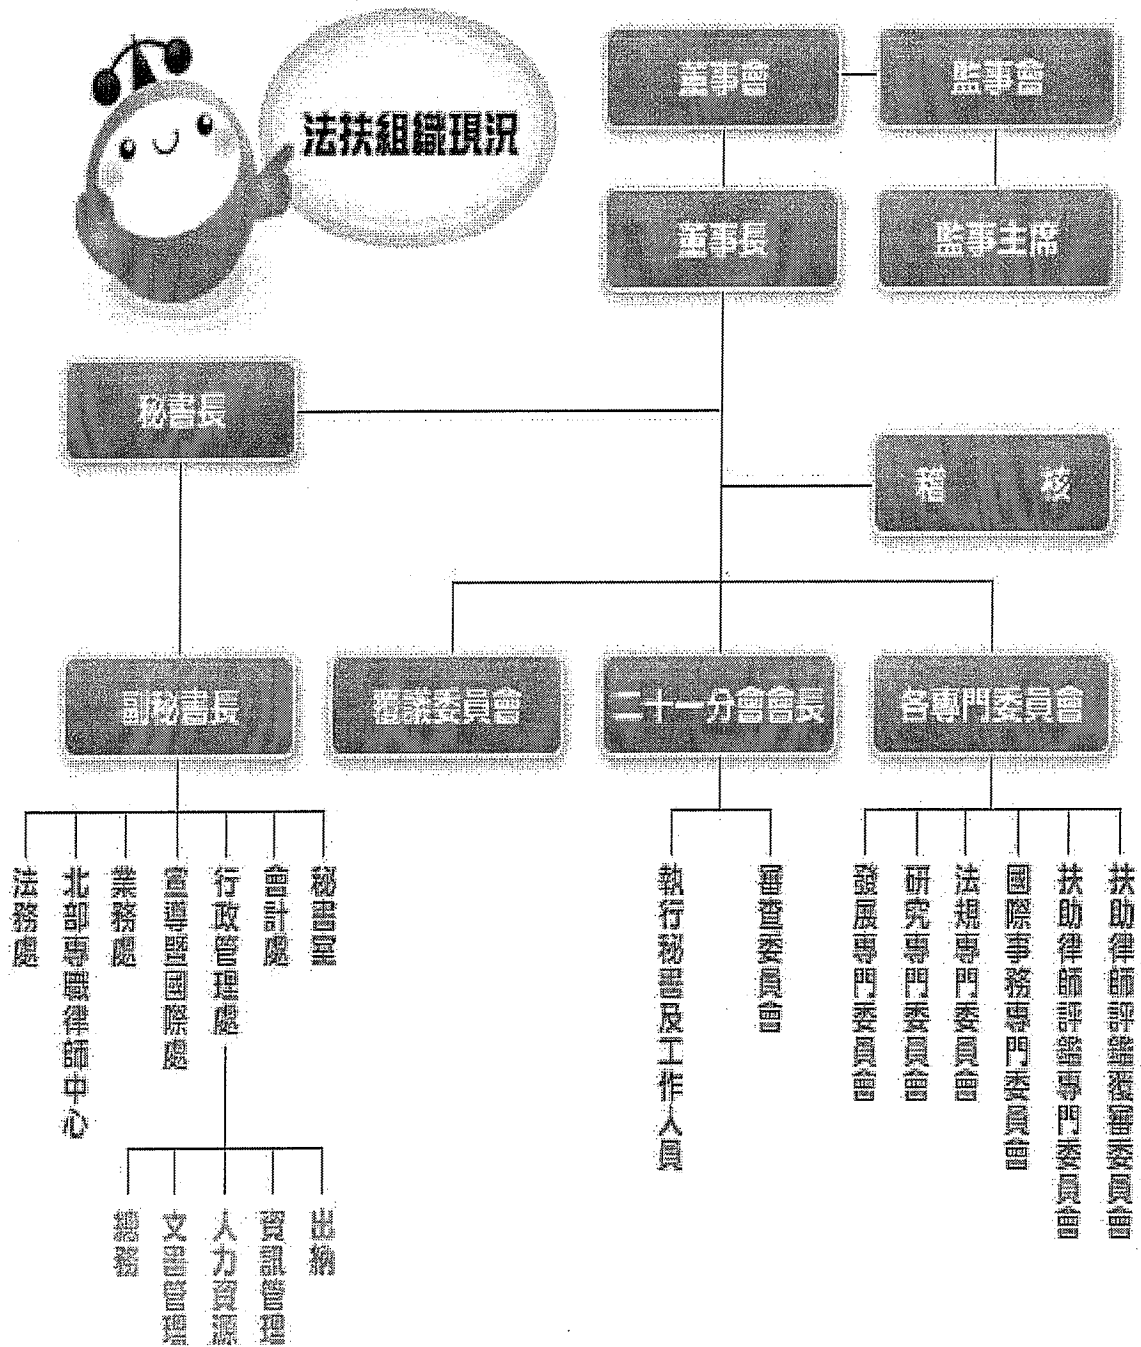 法扶組織現況
董事會
監事會
董事長
監事主席
秘書長
稽 核
副秘書長
覆議委員會
二十一分會會長
各專門委員會
法務處
北部專職律師中心
業務處
宣導暨國際處
行政管理處
會計處
秘書室
執行秘書及工作人員
審查委員會
發展專門委員會
研究專門委員會
法規專門委員會
國際事務專門委員會
扶助律師評鑑專門委員會
扶助律師評鑑覆審委員會
總務
文書管理
人力資源
資訊管理
出納